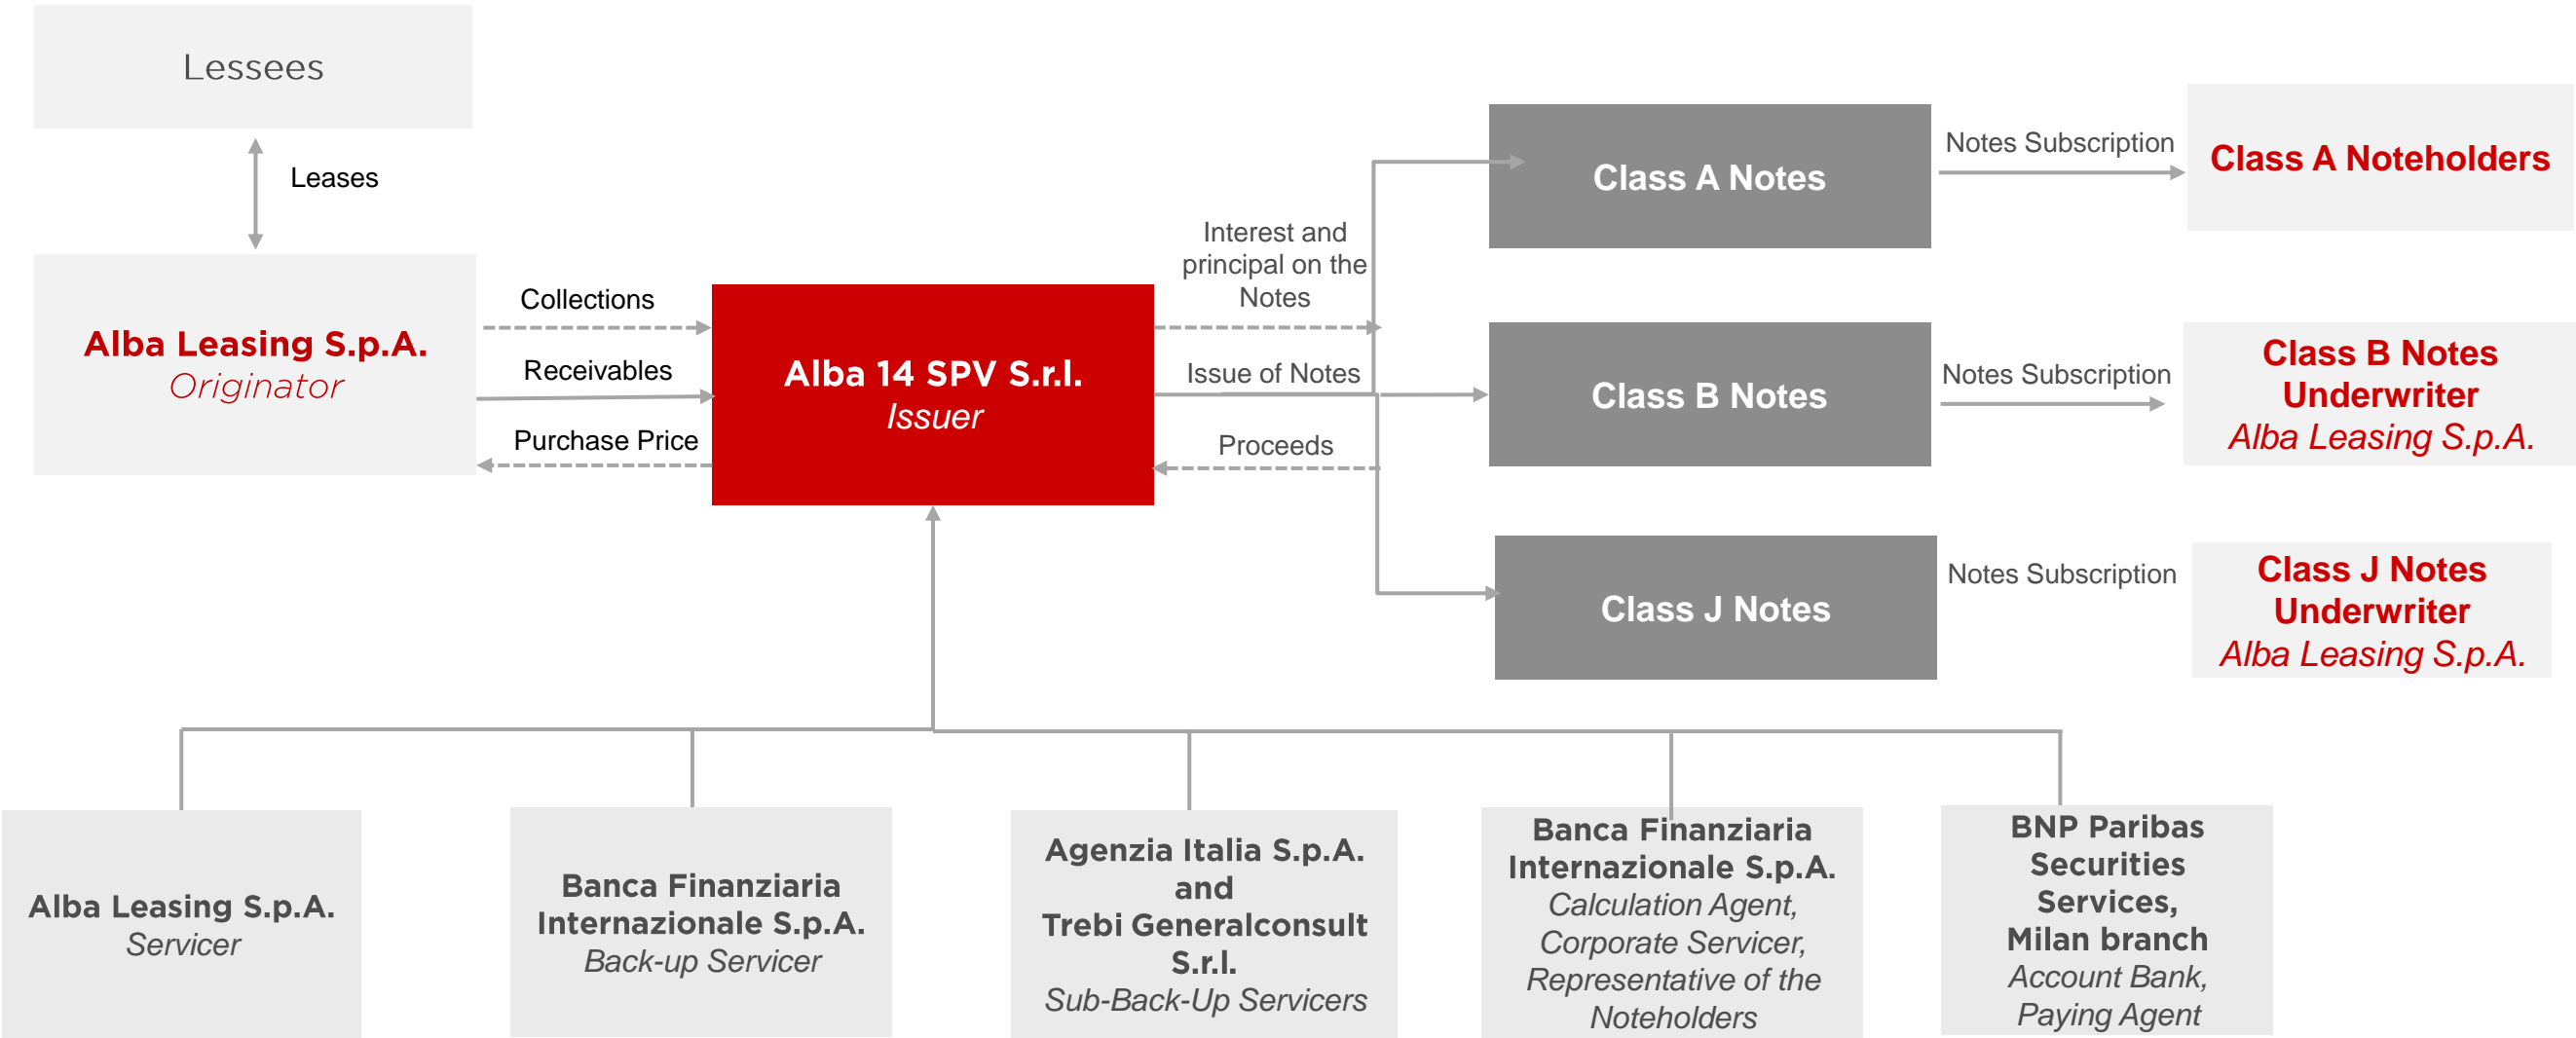 Lessees
Leases
Alba Leasing S.p.A.
Originator
Collections
Receivables
Purchase Price
Alba 14 SPV S.r.l.
Issuer
Interest and
principal on the
Notes
Issue of Notes
Proceeds
Class A Notes
Notes Subscription
Class A Noteholders
Class B Notes
Notes Subscription
Class B Notes
Underwriter
Alba Leasing S.p.A.
Class J Notes
Notes Subscription
Class J Notes
Underwriter
Alba Leasing S.p.A.
Alba Leasing S.p.A.
Servicer
Banca Finanziaria
Internazionale S.p.A.
Back-up Servicer
Agenzia Italia S.p.A.
and
Trebi Generalconsult
S.r.l.
Sub-Back-Up Servicers
Banca Finanziaria
Internazionale S.p.A.
Calculation Agent,
Corporate Servicer,
Representative of the
Noteholders
BNP Paribas
Securities
Services,
Milan branch
Account Bank,
Paying Agent